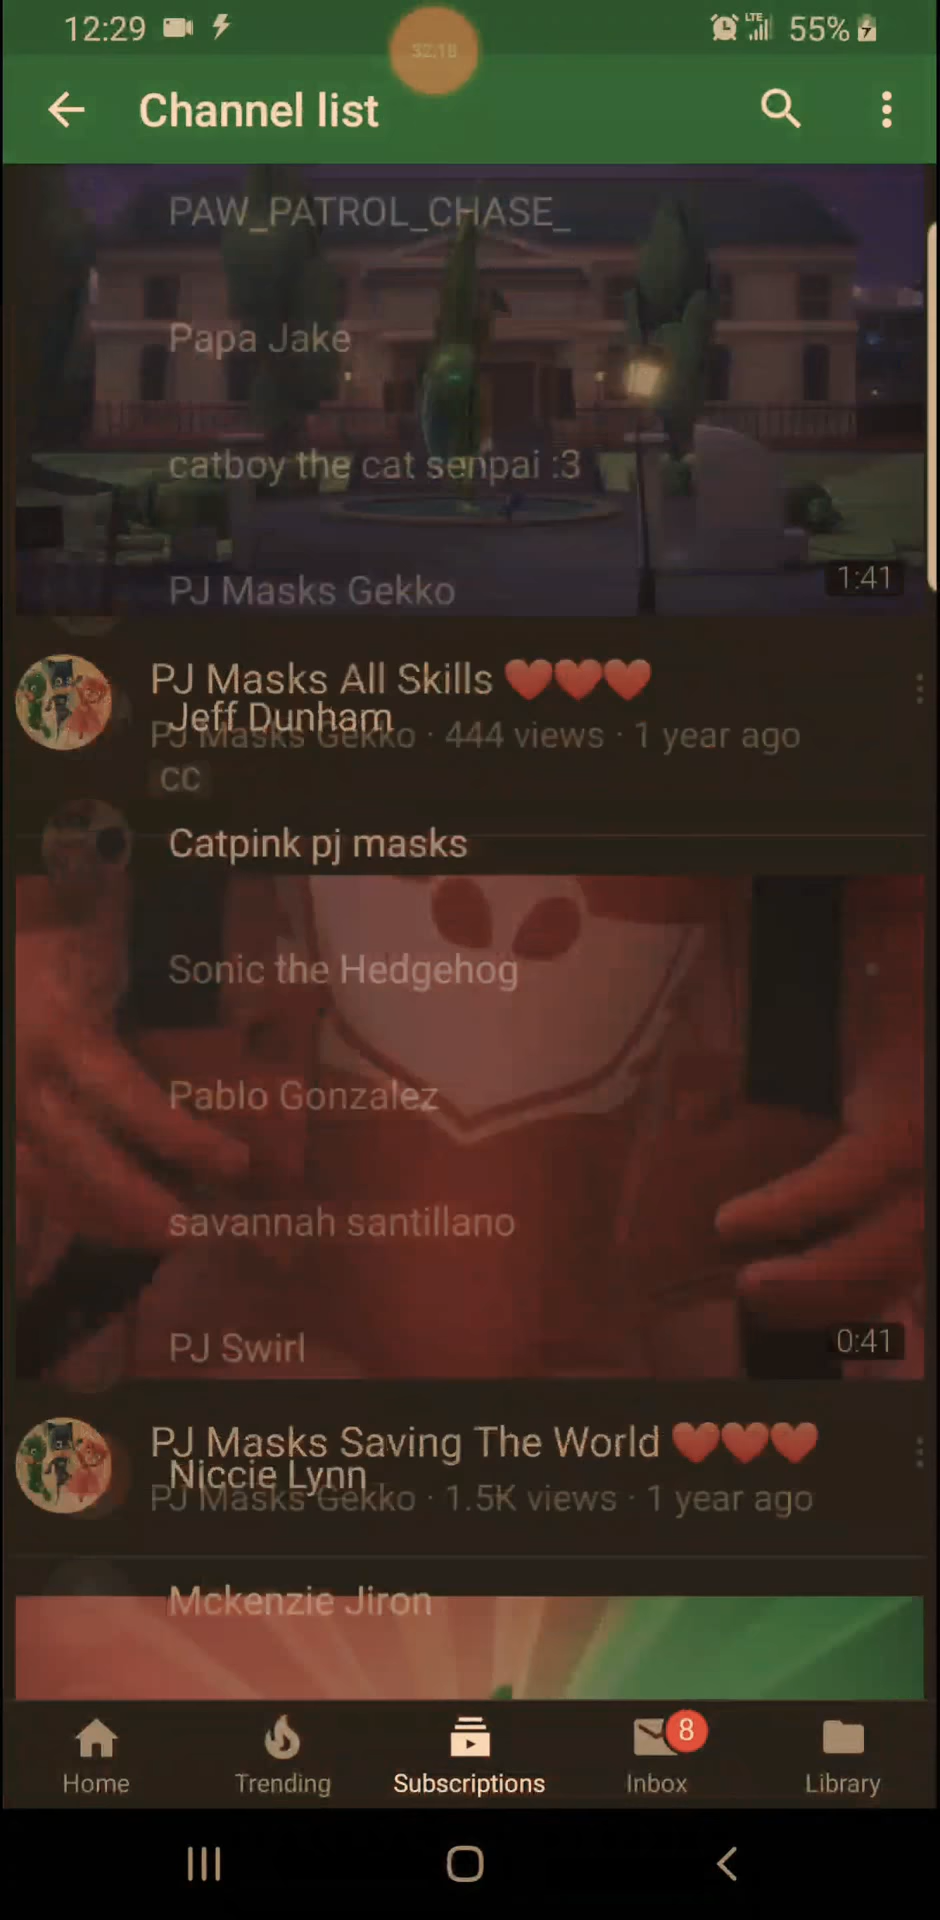 12:29
32:18
LTE
55%
Channel list
PAW_PATROL_CHASE_
Papa Jake
catboy the cat senpai :3
PJ Masks Gekko
1:41
PJ Masks All Skills ❤️❤️❤️
Jeff Dunham
PJ Masks Gekko · 444 views · 1 year ago
CC
Catpink pj masks
Sonic the Hedgehog
Pablo Gonzalez
savannah santillano
PJ Swirl
0:41
PJ Masks Saving The World ❤️❤️❤️
Niccie Lynn
PJ Masks Gekko · 1.5K views · 1 year ago
Mckenzie Jiron
8
Home
Trending
Subscriptions
Inbox
Library